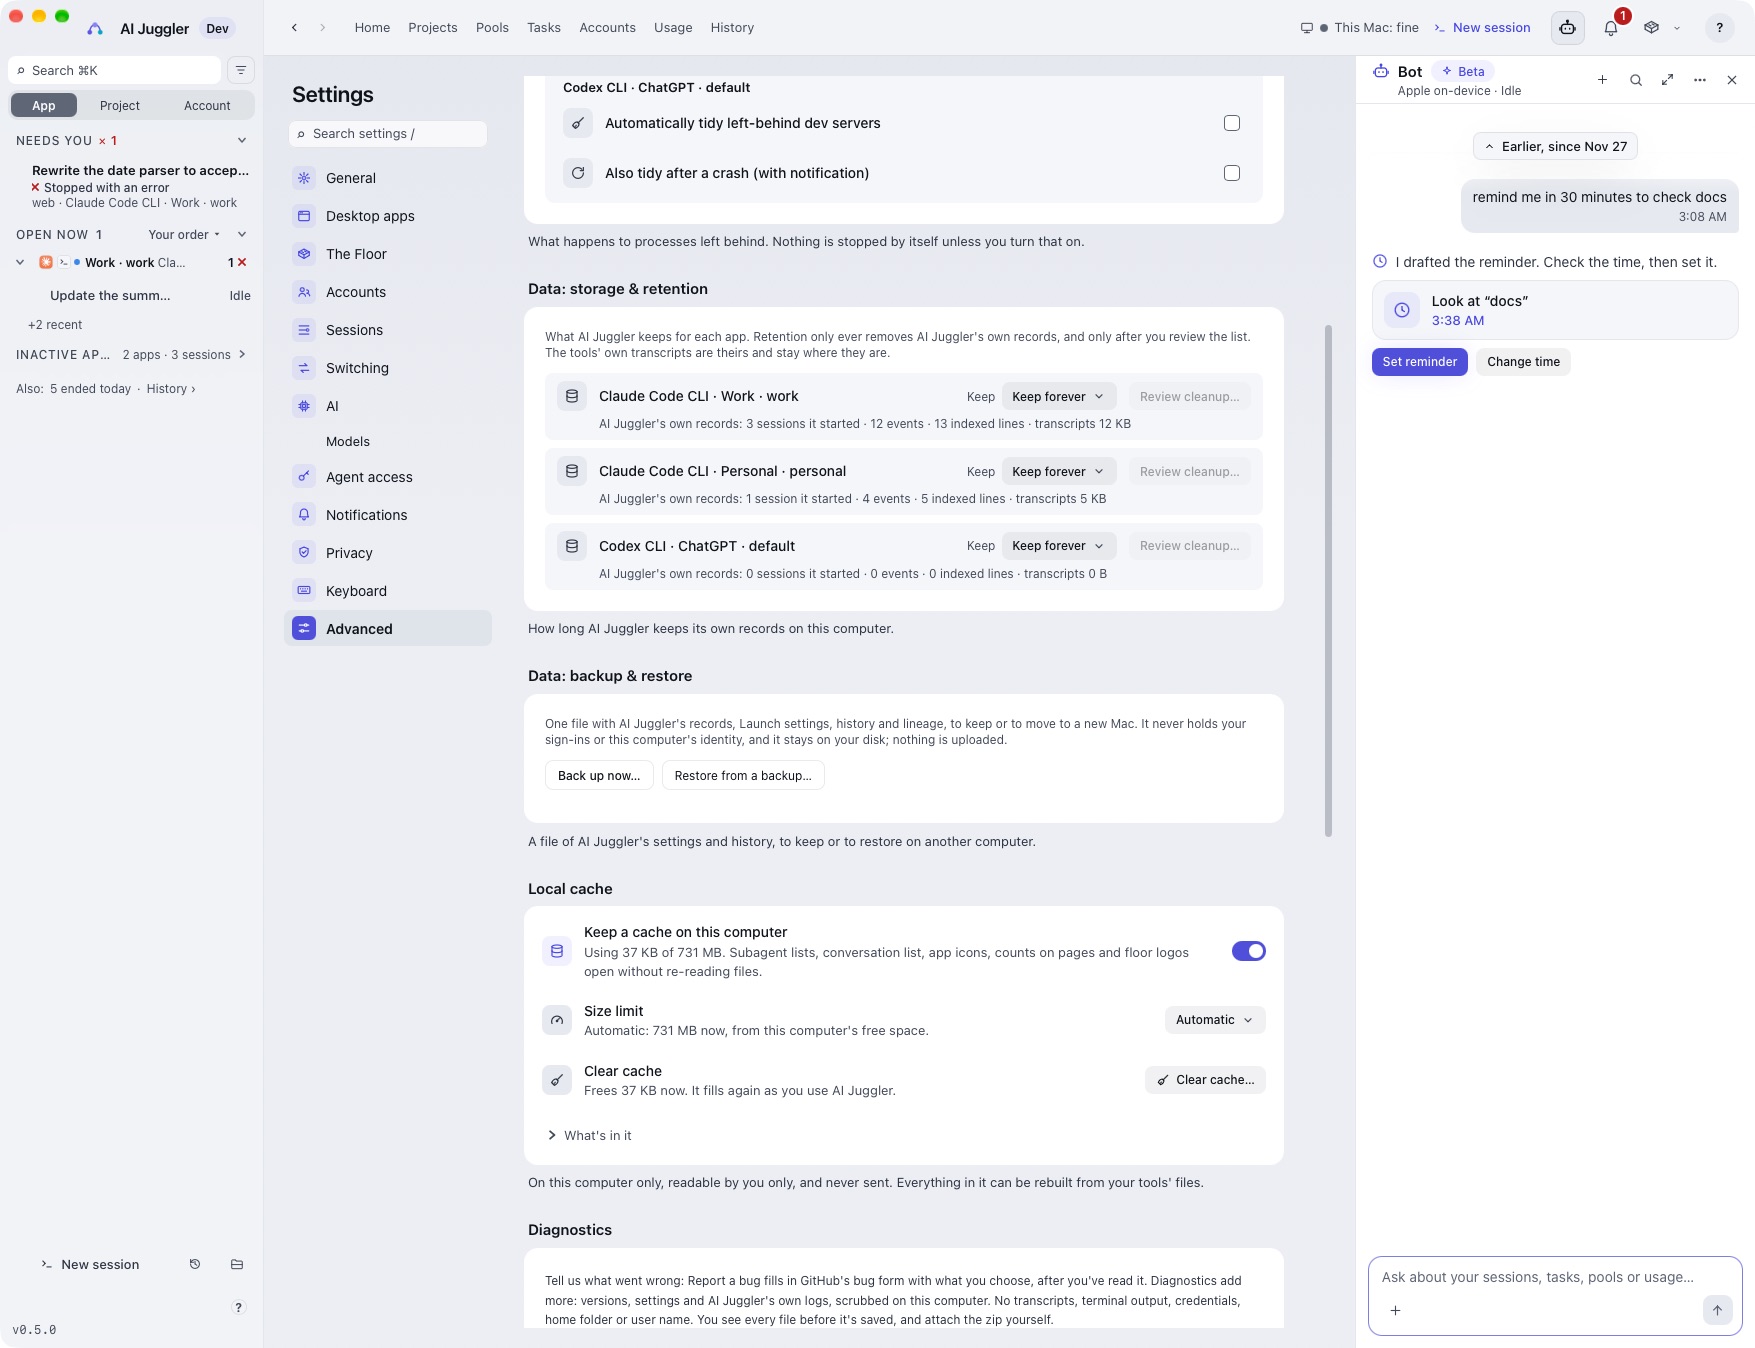 AI Juggler Dev
Search ⌘K
App Project Account
NEEDS YOU × 1
Rewrite the date parser to accep...
Stopped with an error
web · Claude Code CLI · Work · work
OPEN NOW 1 Your order
Work · work Cla... 1
Update the summ... Idle
+2 recent
INACTIVE AP... 2 apps · 3 sessions
Also: 5 ended today · History ›
New session
?
v0.5.0
Home Projects Pools Tasks Accounts Usage History
This Mac: fine New session 1 ?
Settings
Search settings /
General
Desktop apps
The Floor
Accounts
Sessions
Switching
AI
Models
Agent access
Notifications
Privacy
Keyboard
Advanced
Codex CLI · ChatGPT · default
Automatically tidy left-behind dev servers
Also tidy after a crash (with notification)
What happens to processes left behind. Nothing is stopped by itself unless you turn that on.
Data: storage & retention
What AI Juggler keeps for each app. Retention only ever removes AI Juggler's own records, and only after you review the list.
The tools' own transcripts are theirs and stay where they are.
Claude Code CLI · Work · work Keep Keep forever Review cleanup...
AI Juggler's own records: 3 sessions it started · 12 events · 13 indexed lines · transcripts 12 KB
Claude Code CLI · Personal · personal Keep Keep forever Review cleanup...
AI Juggler's own records: 1 session it started · 4 events · 5 indexed lines · transcripts 5 KB
Codex CLI · ChatGPT · default Keep Keep forever Review cleanup...
AI Juggler's own records: 0 sessions it started · 0 events · 0 indexed lines · transcripts 0 B
How long AI Juggler keeps its own records on this computer.
Data: backup & restore
One file with AI Juggler's records, Launch settings, history and lineage, to keep or to move to a new Mac. It never holds your
sign-ins or this computer's identity, and it stays on your disk; nothing is uploaded.
Back up now... Restore from a backup...
A file of AI Juggler's settings and history, to keep or to restore on another computer.
Local cache
Keep a cache on this computer
Using 37 KB of 731 MB. Subagent lists, conversation list, app icons, counts on pages and floor logos
open without re-reading files.
Size limit
Automatic: 731 MB now, from this computer's free space.
Automatic
Clear cache
Frees 37 KB now. It fills again as you use AI Juggler.
Clear cache...
What's in it
On this computer only, readable by you only, and never sent. Everything in it can be rebuilt from your tools' files.
Diagnostics
Tell us what went wrong: Report a bug fills in GitHub's bug form with what you choose, after you've read it. Diagnostics add
more: versions, settings and AI Juggler's own logs, scrubbed on this computer. No transcripts, terminal output, credentials,
home folder or user name. You see every file before it's saved, and attach the zip yourself.
Bot Beta
Apple on-device · Idle
Earlier, since Nov 27
remind me in 30 minutes to check docs
3:08 AM
I drafted the reminder. Check the time, then set it.
Look at “docs”
3:38 AM
Set reminder Change time
Ask about your sessions, tasks, pools or usage...